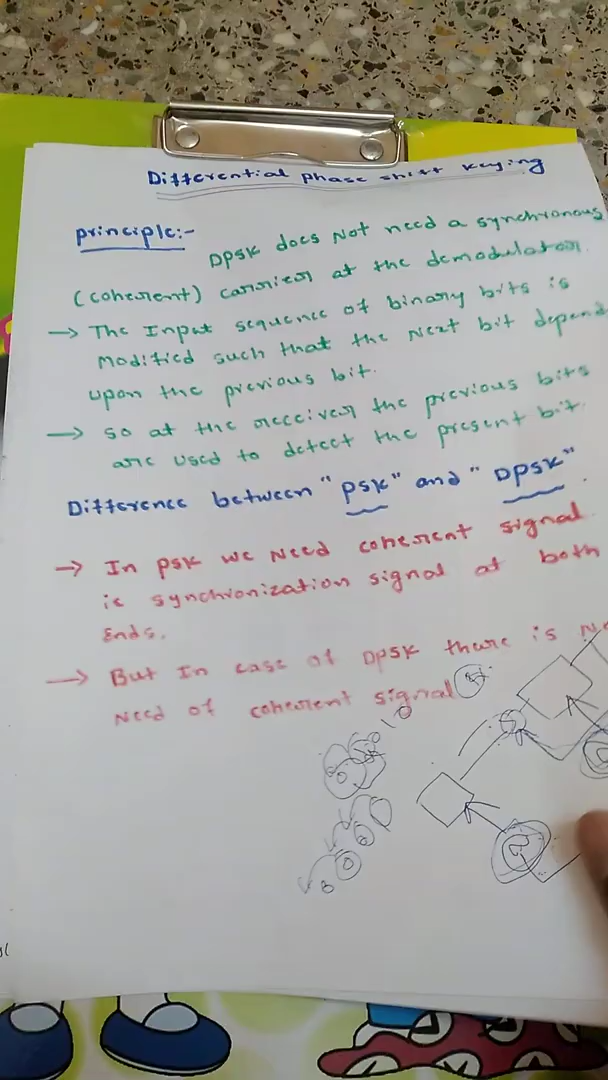 Differential phase shift keying
principle:-
DPSK does Not need a synchronous
(coherent) carrier at the demodulator.
→ The Input sequence of binary bits is
Modified such that the Next bit depend
upon the previous bit.
→ so at the receiver the previous bits
are used to detect the present bit.
Difference between "PSK" and "DPSK"
→ In psk we Need coherent signal
ie synchronization signal at both
Ends.
→ But In case of DPSK there is No
Need of coherent signal